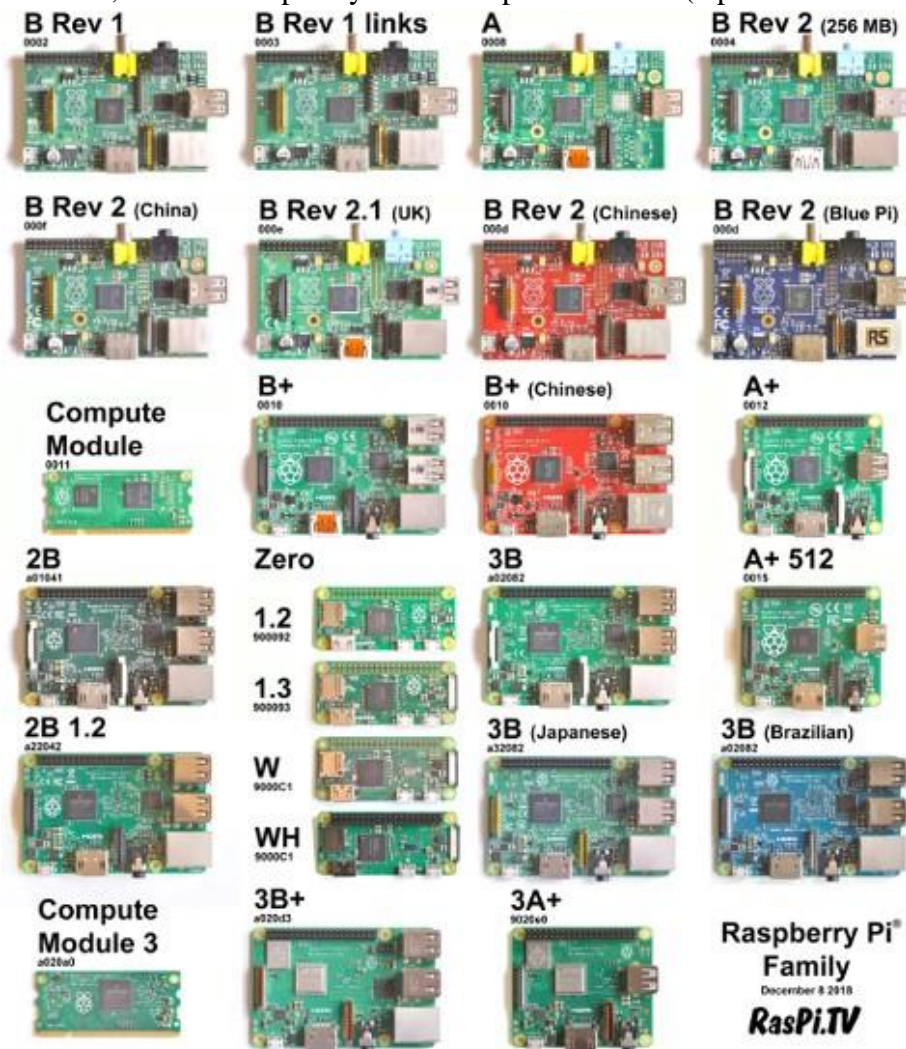 B Rev 1
0002
B Rev 1 links
0003
A
0008
B Rev 2 (256 MB)
0004
B Rev 2 (China)
000f
B Rev 2.1 (UK)
000e
B Rev 2 (Chinese)
000d
B Rev 2 (Blue Pi)
000d
RS
Compute
Module
0011
B+
0010
B+ (Chinese)
0010
A+
0012
2B
a01041
Zero
1.2
900092
1.3
900093
W
9000C1
WH
9000C1
3B
a02082
A+ 512
0015
2B 1.2
a22042
3B (Japanese)
a32082
3B (Brazilian)
a02082
Compute
Module 3
a020a0
3B+
a020d3
3A+
9020e0
Raspberry Pi®
Family
December 8 2018
RasPi.TV